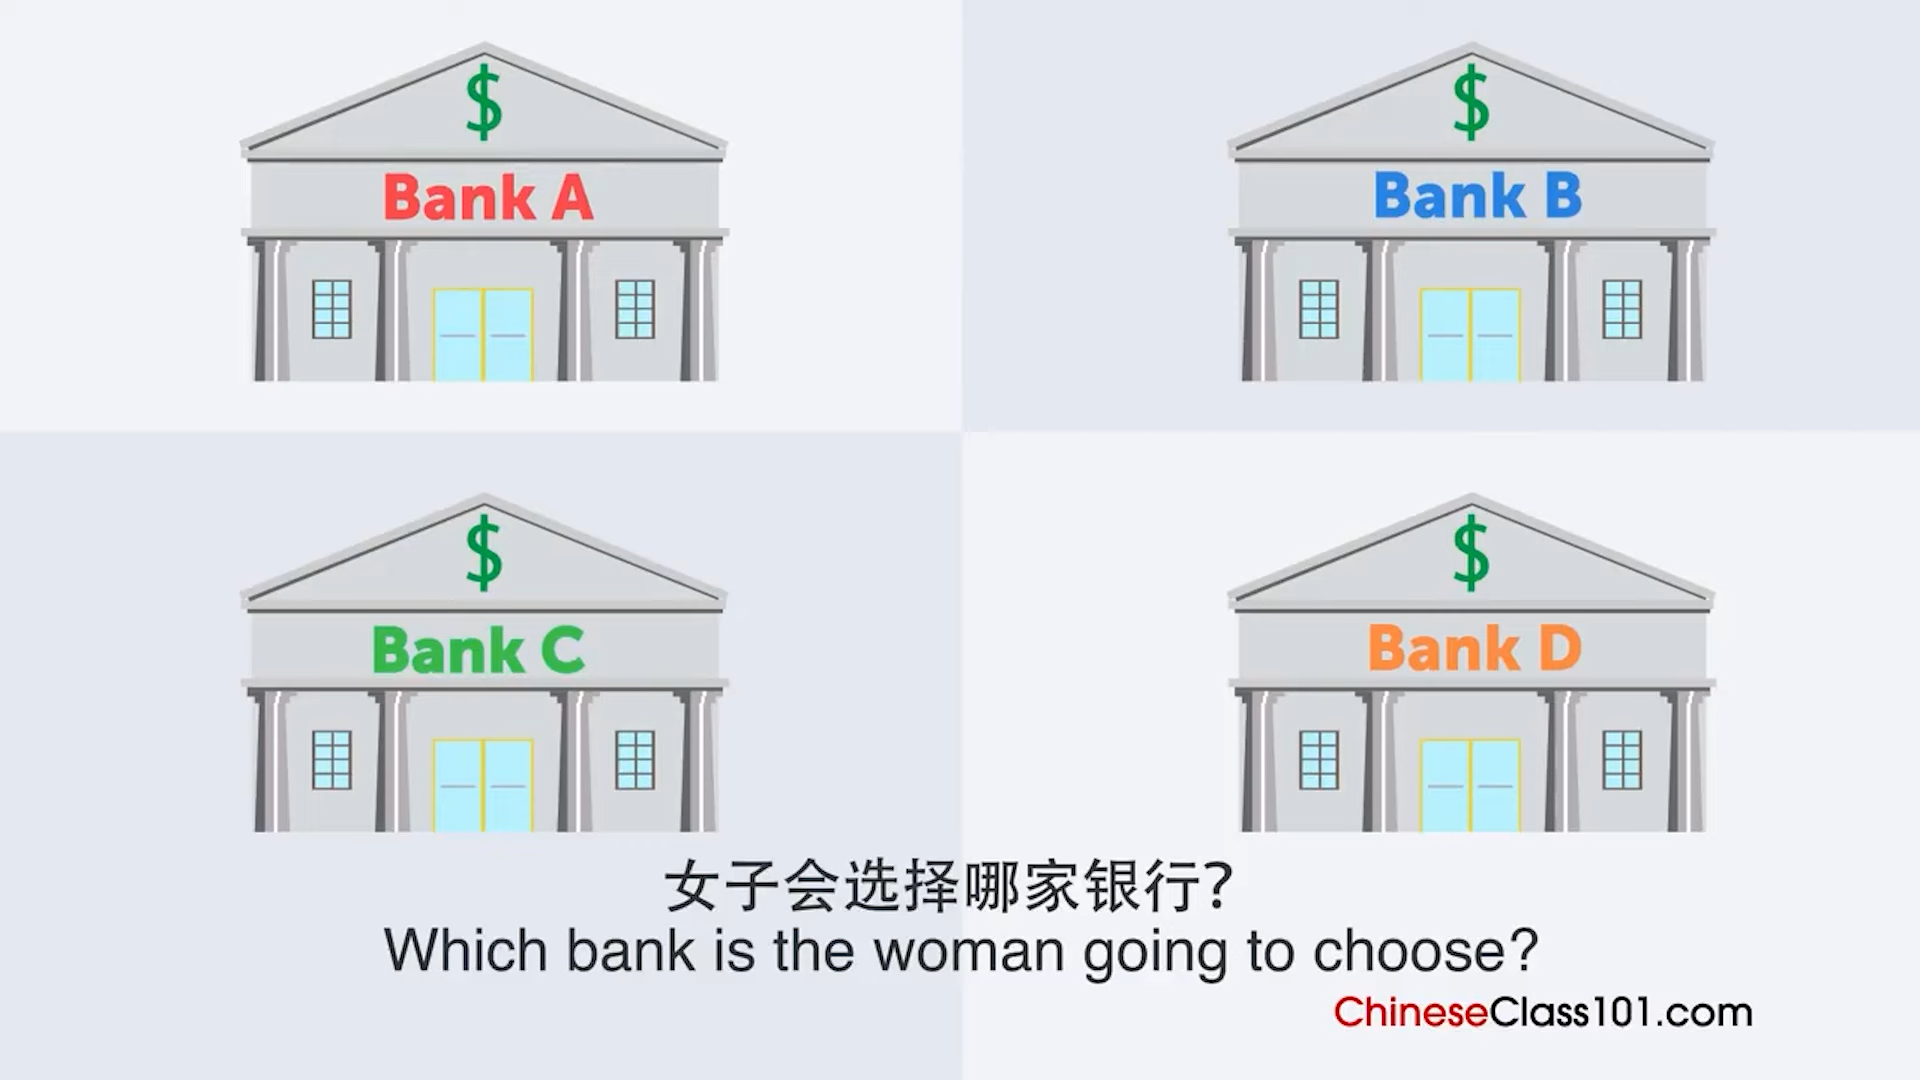 $
Bank A
$
Bank B
$
Bank C
$
Bank D
女子会选择哪家银行?
Which bank is the woman going to choose?
ChineseClass101.com